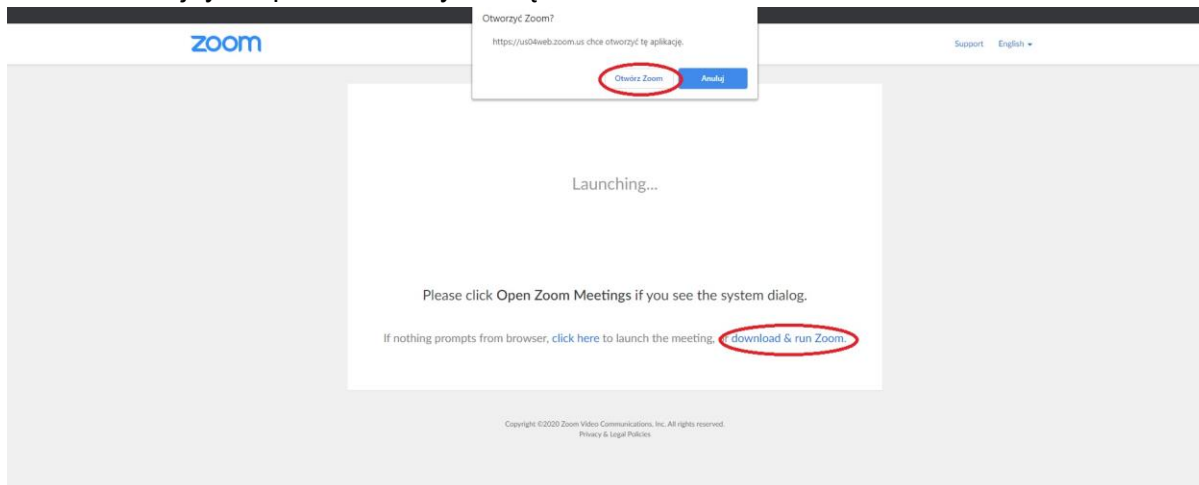 Otworzyć Zoom?
https://us04web.zoom.us chce otworzyć tę aplikację.
Otwórz Zoom Anuluj
zoom
Support English
Launching...
Please click Open Zoom Meetings if you see the system dialog.
If nothing prompts from browser, click here to launch the meeting, or download & run Zoom.
Copyright ©2020 Zoom Video Communications, Inc. All rights reserved.
Privacy & Legal Policies